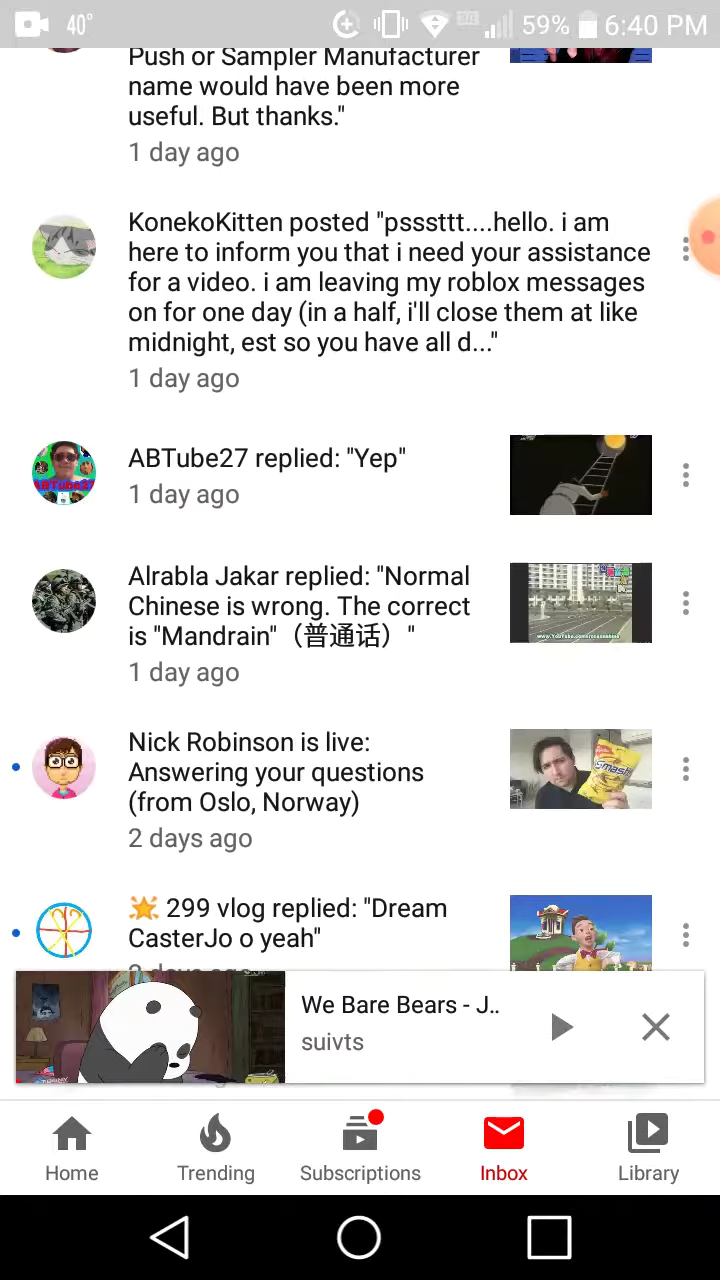 40°
59%
6:40 PM
Push or Sampler Manufacturer
name would have been more
useful. But thanks."
1 day ago
KonekoKitten posted "psssttt....hello. i am
here to inform you that i need your assistance
for a video. i am leaving my roblox messages
on for one day (in a half, i'll close them at like
midnight, est so you have all d..."
1 day ago
ABTube27 replied: "Yep"
1 day ago
ABTube27
Alrabla Jakar replied: "Normal
Chinese is wrong. The correct
is "Mandrain"（普通话）"
1 day ago
Nick Robinson is live:
Answering your questions
(from Oslo, Norway)
2 days ago
Smash!
299 vlog replied: "Dream
CasterJo o yeah"
2 days ago
We Bare Bears - J..
suivts
Home
Trending
Subscriptions
Inbox
Library